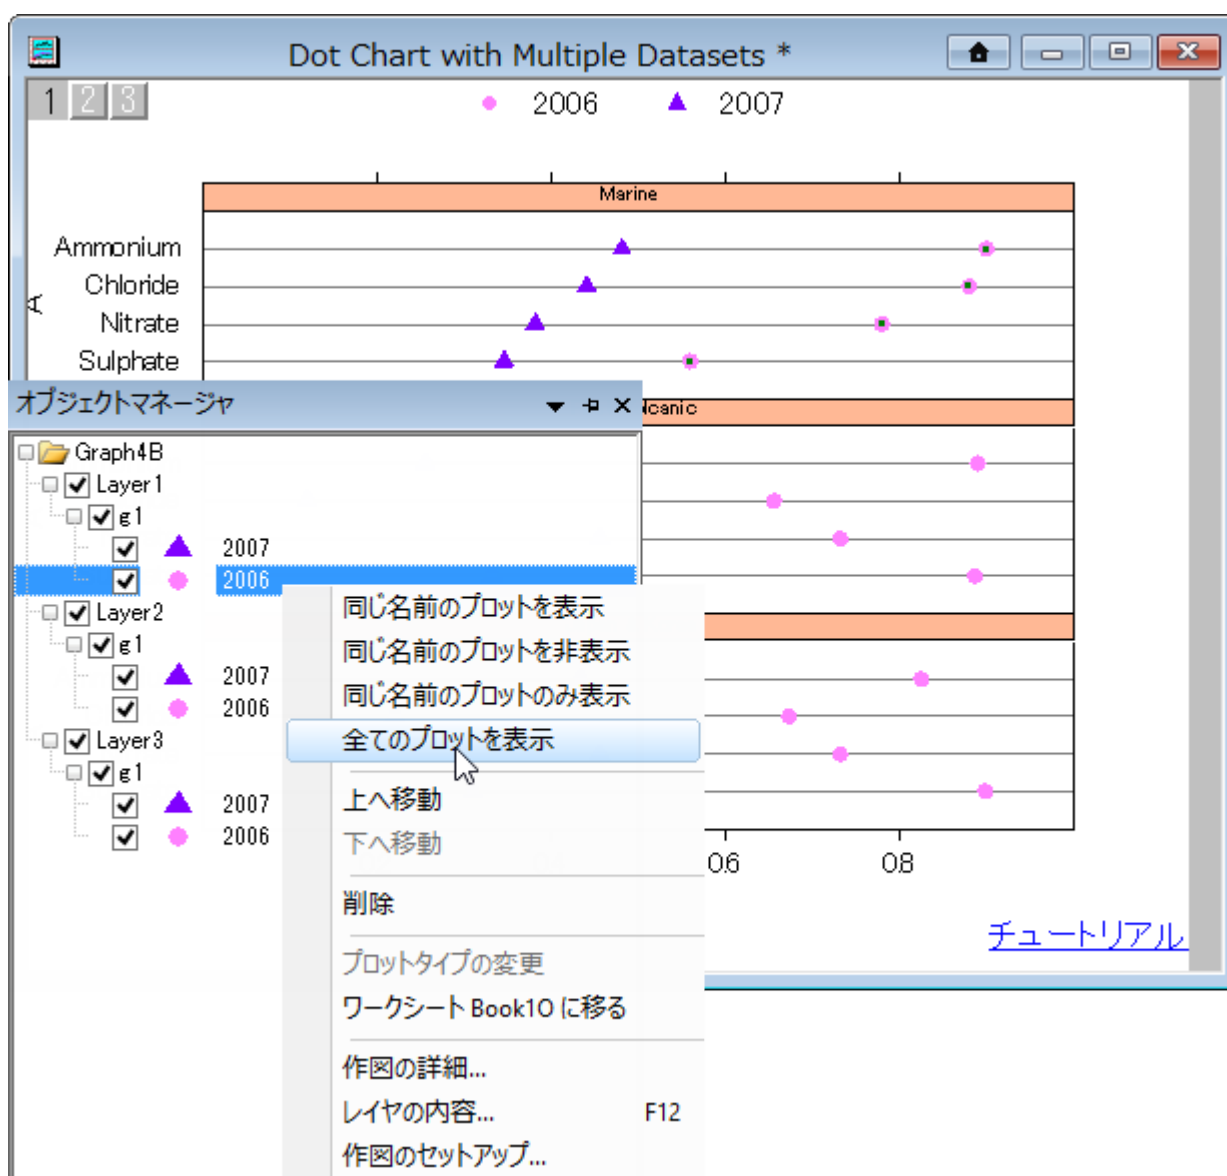 Dot Chart with Multiple Datasets *
1 2 3
2006 2007
Marine
Ammonium
Chloride
A
Nitrate
Sulphate
オブジェクトマネージャ
lcanic
Graph4B
Layer1
g1
2007
2006
Layer2
g1
2007
2006
Layer3
g1
2007
2006
同じ名前のプロットを表示
同じ名前のプロットを非表示
同じ名前のプロットのみ表示
全てのプロットを表示
上へ移動
下へ移動
削除
プロットタイプの変更
ワークシート Book10 に移る
作図の詳細...
レイヤの内容... F12
作図のセットアップ...
0.6 0.8
チュートリアル